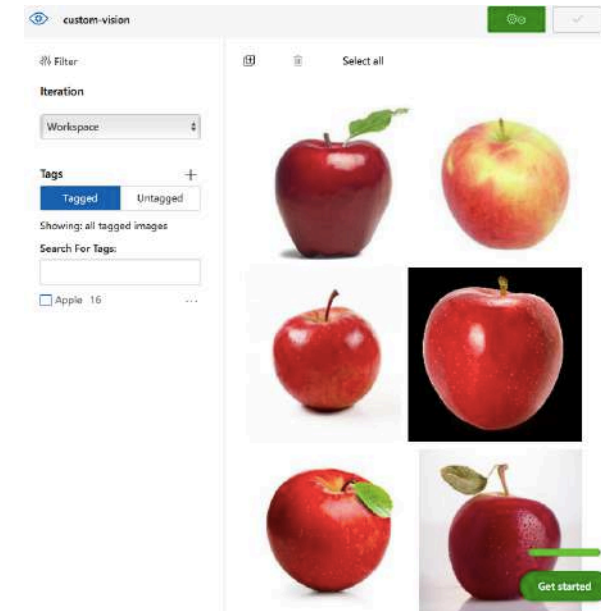 custom-vision
Filter
Select all
Iteration
Workspace
Tags
Tagged Untagged
Showing: all tagged images
Search For Tags:
Apple 16 ...
Get started